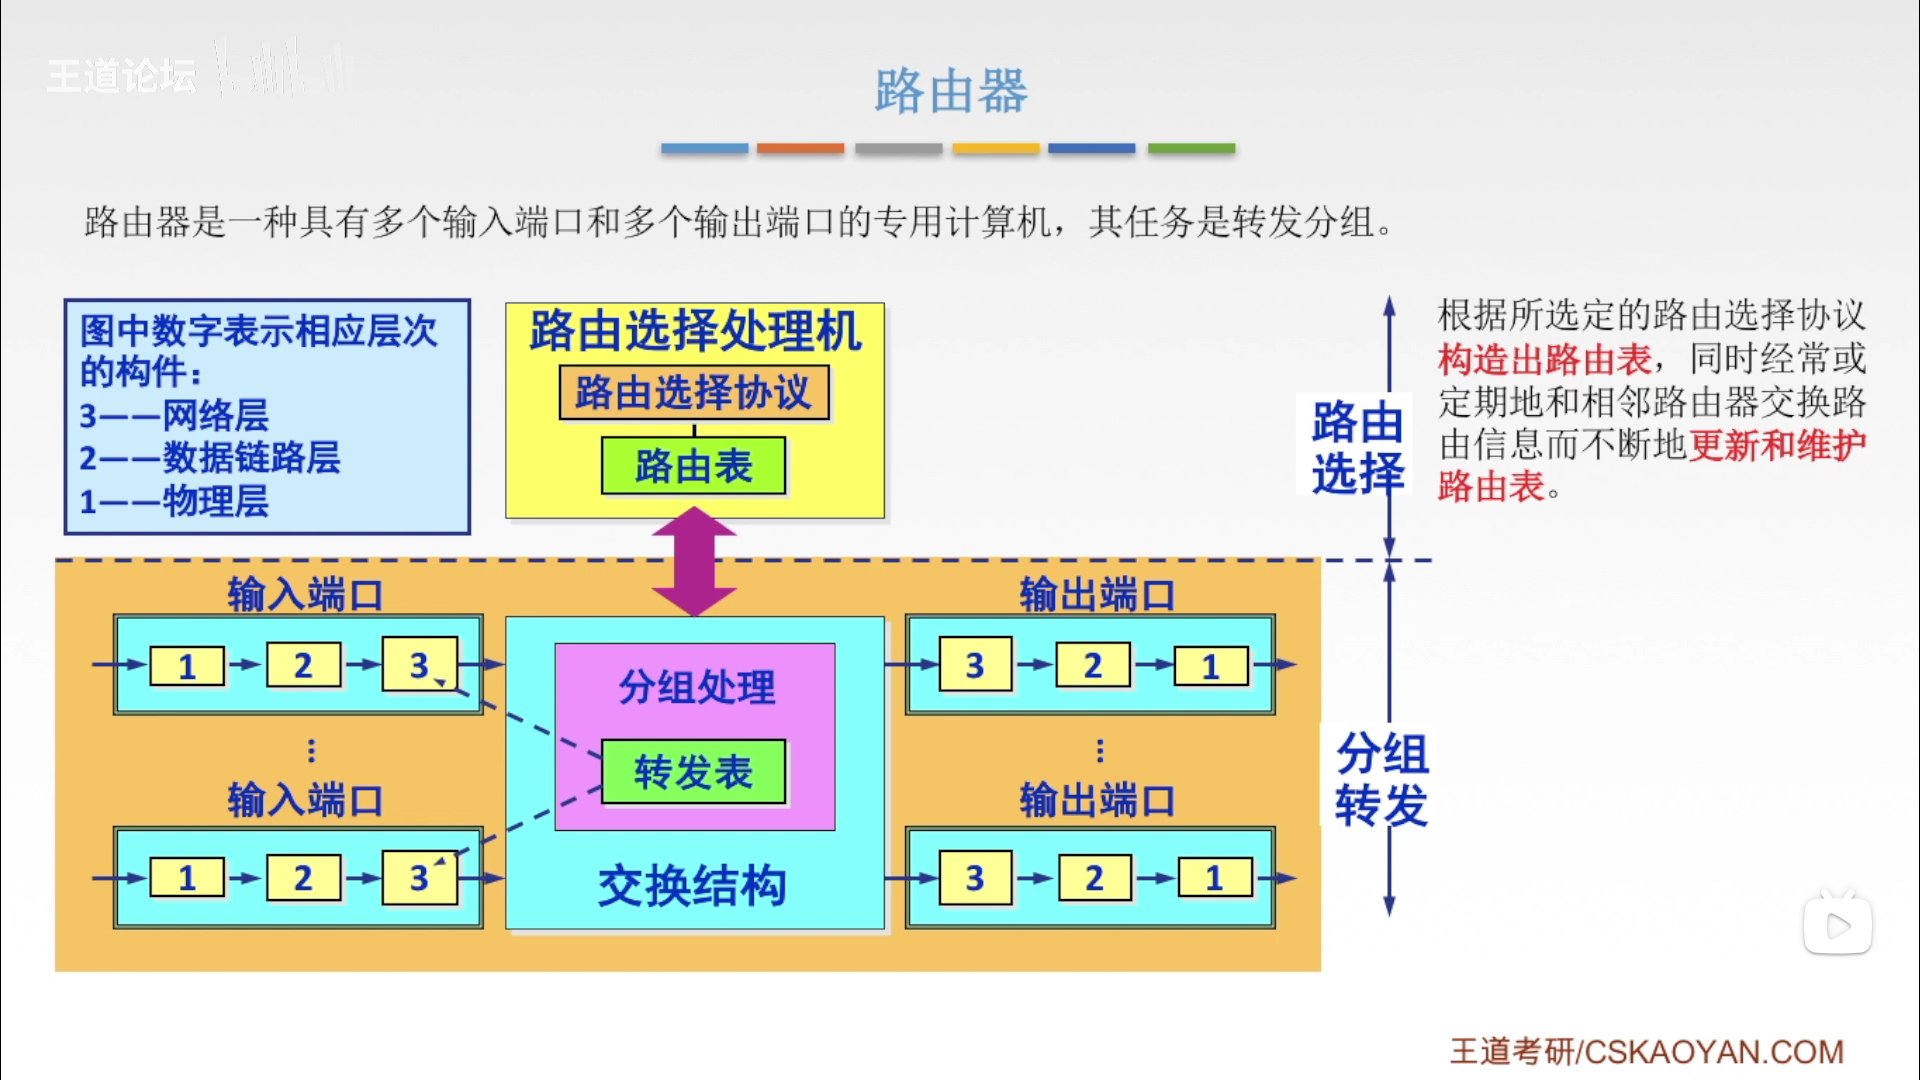 王道论坛
路由器
路由器是一种具有多个输入端口和多个输出端口的专用计算机，其任务是转发分组。
图中数字表示相应层次
的构件：
3——网络层
2——数据链路层
1——物理层
路由选择处理机
路由选择协议
路由表
路由
选择
根据所选定的路由选择协议
构造出路由表，同时经常或
定期地和相邻路由器交换路
由信息而不断地更新和维护
路由表。
输入端口
1 2 3
⋮
输入端口
1 2 3
分组处理
转发表
交换结构
输出端口
3 2 1
⋮
输出端口
3 2 1
分组
转发
王道考研/CSKAOYAN.COM